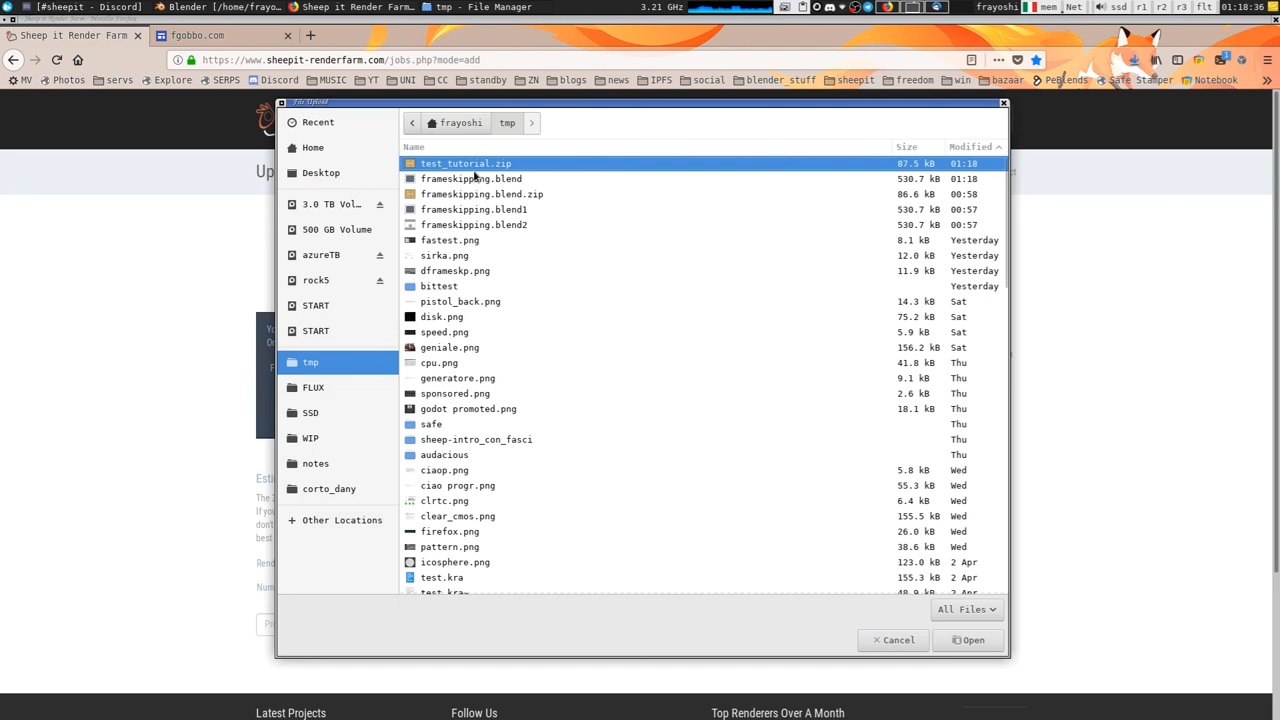 [#sheepit - Discord] Blender [/home/frayo... Sheep it Render Farm... tmp - File Manager 3.21 GHz frayoshi mem Net ssd r1 r2 r3 flt 01:18:36
Sheep it Render Farm - Mozilla Firefox
Sheep it Render Farm × fgobbo.com × +
https://www.sheepit-renderfarm.com/jobs.php?mode=add
MV Photos servs Explore SERPS Discord MUSIC YT UNI CC standby ZN blogs news IPFS social blender_stuff sheepit freedom win bazaar PeBlends Safe Stamper Notebook
File Upload
Recent
Home
Desktop
3.0 TB Vol…
500 GB Volume
azureTB
rock5
START
START
tmp
FLUX
SSD
WIP
notes
corto_dany
+ Other Locations
frayoshi tmp
Name Size Modified
test_tutorial.zip 87.5 kB 01:18
frameskipping.blend 530.7 kB 01:18
frameskipping.blend.zip 86.6 kB 00:58
frameskipping.blend1 530.7 kB 00:57
frameskipping.blend2 530.7 kB 00:57
fastest.png 8.1 kB Yesterday
sirka.png 12.0 kB Yesterday
dframeskp.png 11.9 kB Yesterday
bittest Yesterday
pistol_back.png 14.3 kB Sat
disk.png 75.2 kB Sat
speed.png 5.9 kB Sat
geniale.png 156.2 kB Sat
cpu.png 41.8 kB Thu
generatore.png 9.1 kB Thu
sponsored.png 2.6 kB Thu
godot promoted.png 18.1 kB Thu
safe Thu
sheep-intro_con_fasci Thu
audacious Thu
ciaop.png 5.8 kB Wed
ciao progr.png 55.3 kB Wed
clrtc.png 6.4 kB Wed
clear_cmos.png 155.5 kB Wed
firefox.png 26.0 kB Wed
pattern.png 38.6 kB Wed
icosphere.png 123.0 kB 2 Apr
test.kra 155.3 kB 2 Apr
test.kra~ 48.9 kB 2 Apr
All Files
Cancel Open
Up
Yo
Or
F
Esti
The 3
If you
don't
best
Rend
Num
Pr
Latest Projects Follow Us Top Renderers Over A Month